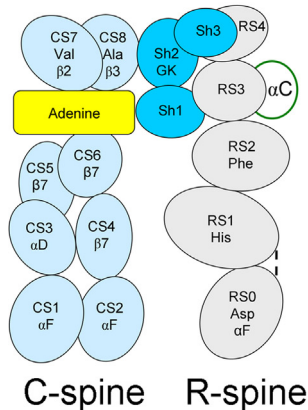 CS7
Val
β2
CS8
Ala
β3
Sh2
GK
Sh3
RS4
Adenine
Sh1
RS3
αC
CS5
β7
CS6
β7
RS2
Phe
CS3
αD
CS4
β7
RS1
His
CS1
αF
CS2
αF
RS0
Asp
αF
C-spine
R-spine